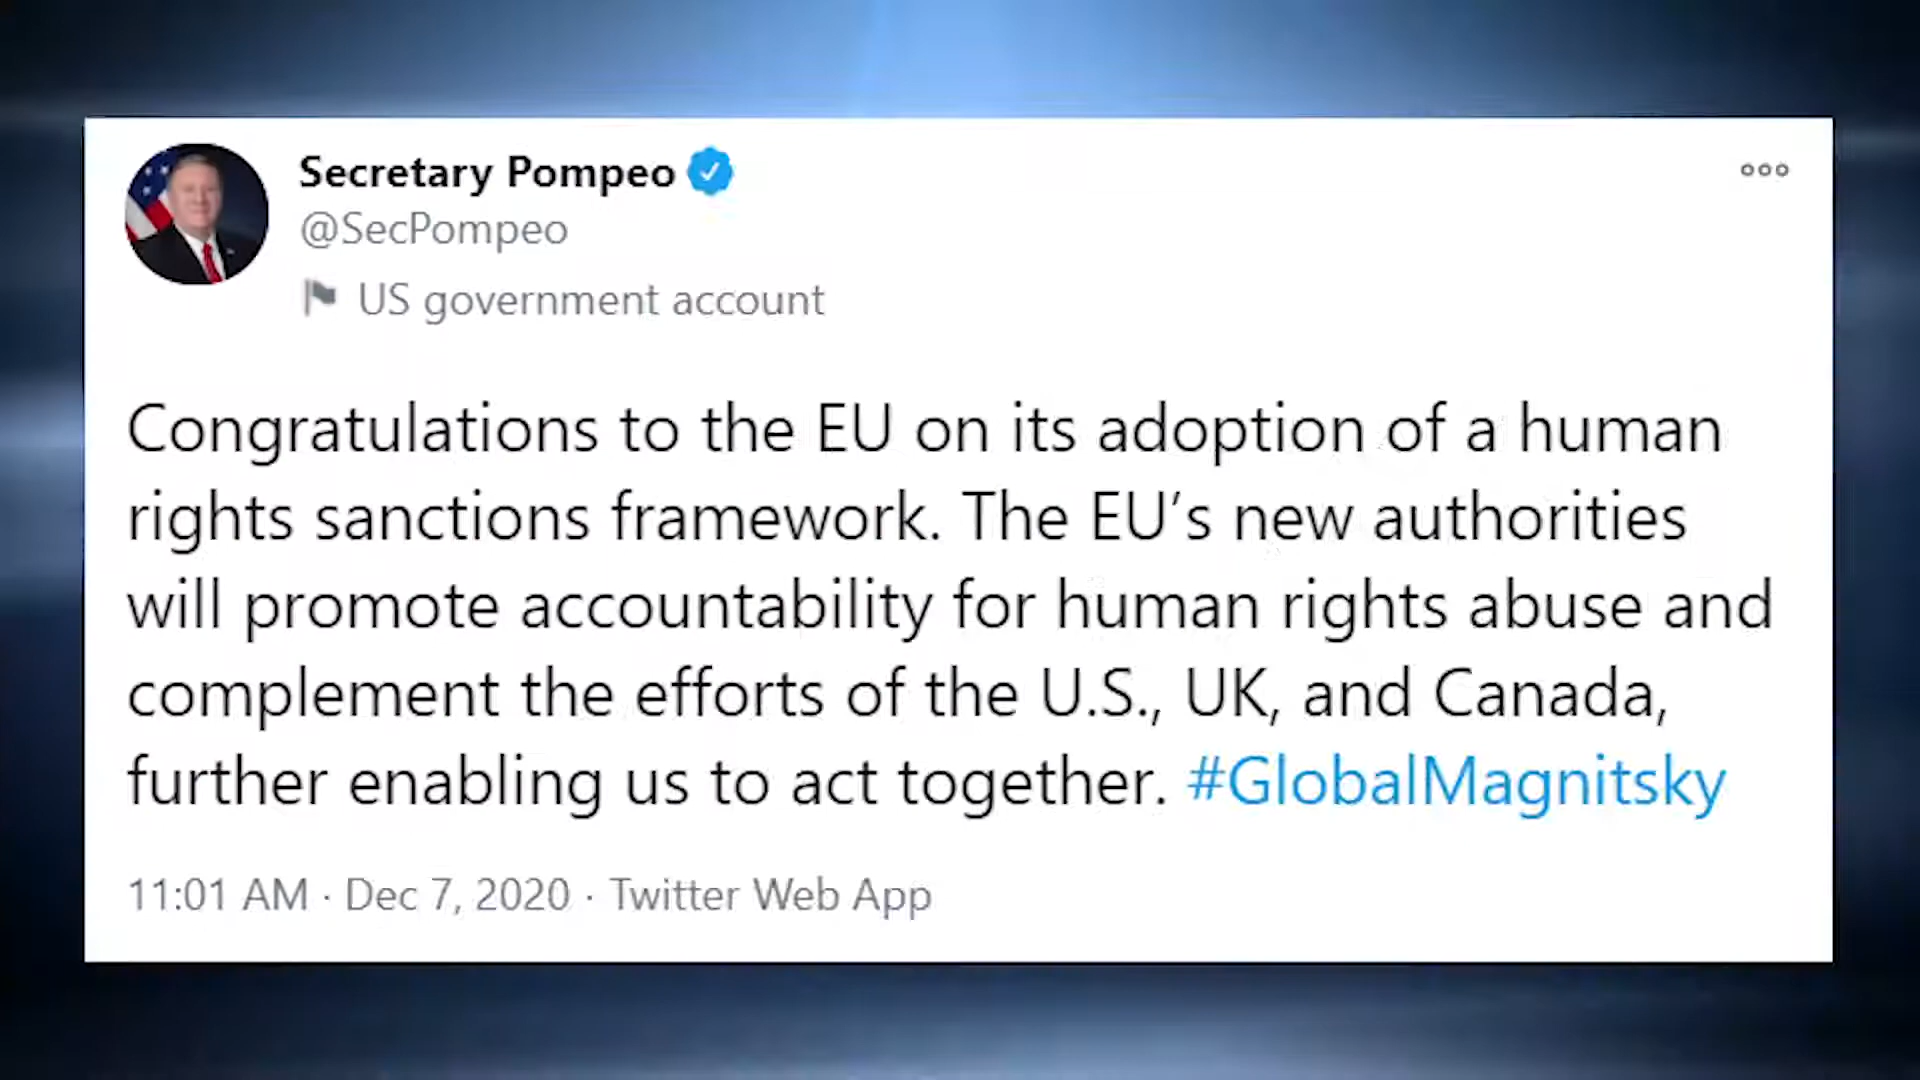 Secretary Pompeo
@SecPompeo
US government account
Congratulations to the EU on its adoption of a human
rights sanctions framework. The EU’s new authorities
will promote accountability for human rights abuse and
complement the efforts of the U.S., UK, and Canada,
further enabling us to act together. #GlobalMagnitsky
11:01 AM · Dec 7, 2020 · Twitter Web App